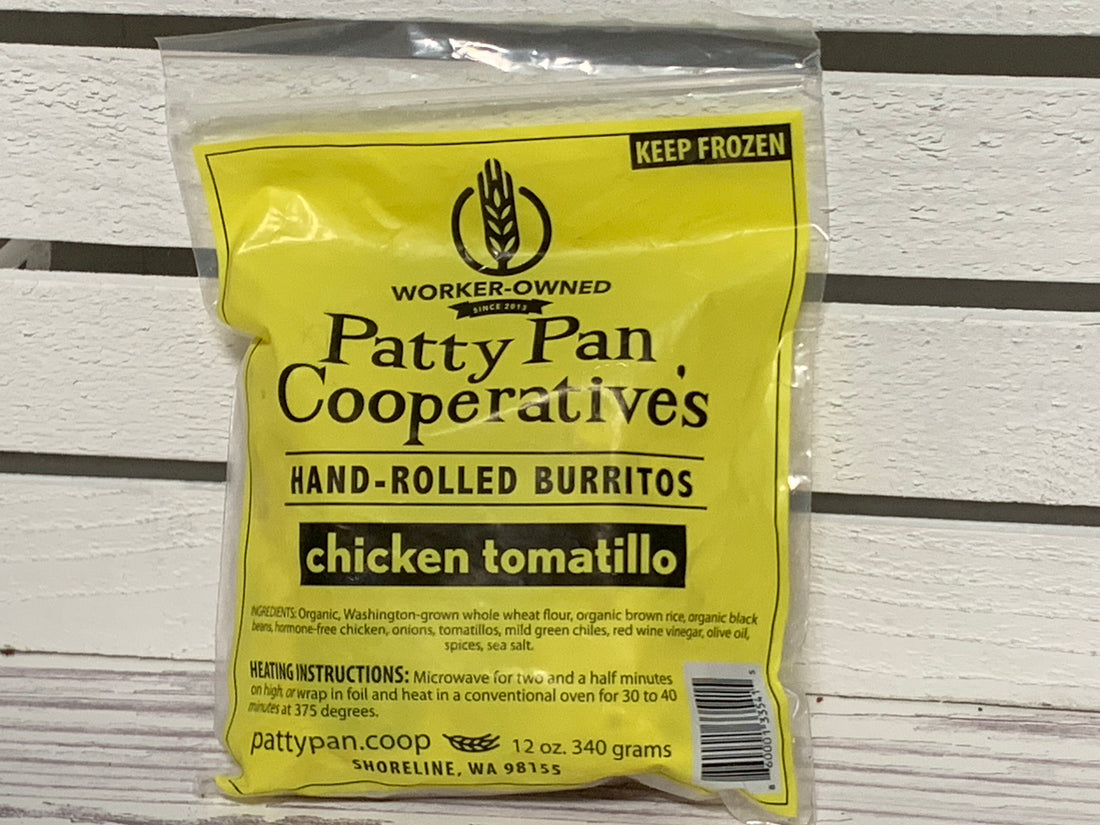 KEEP FROZEN
WORKER-OWNED
SINCE 2013
Patty Pan
Cooperative's
HAND-ROLLED BURRITOS
chicken tomatillo
INGREDIENTS: Organic, Washington-grown whole wheat flour, organic brown rice, organic black
beans, hormone-free chicken, onions, tomatillos, mild green chiles, red wine vinegar, olive oil,
spices, sea salt.
HEATING INSTRUCTIONS: Microwave for two and a half minutes
on high, or wrap in foil and heat in a conventional oven for 30 to 40
minutes at 375 degrees.
pattypan.coop 12 oz. 340 grams
SHORELINE, WA 98155
8 60001 33541 5